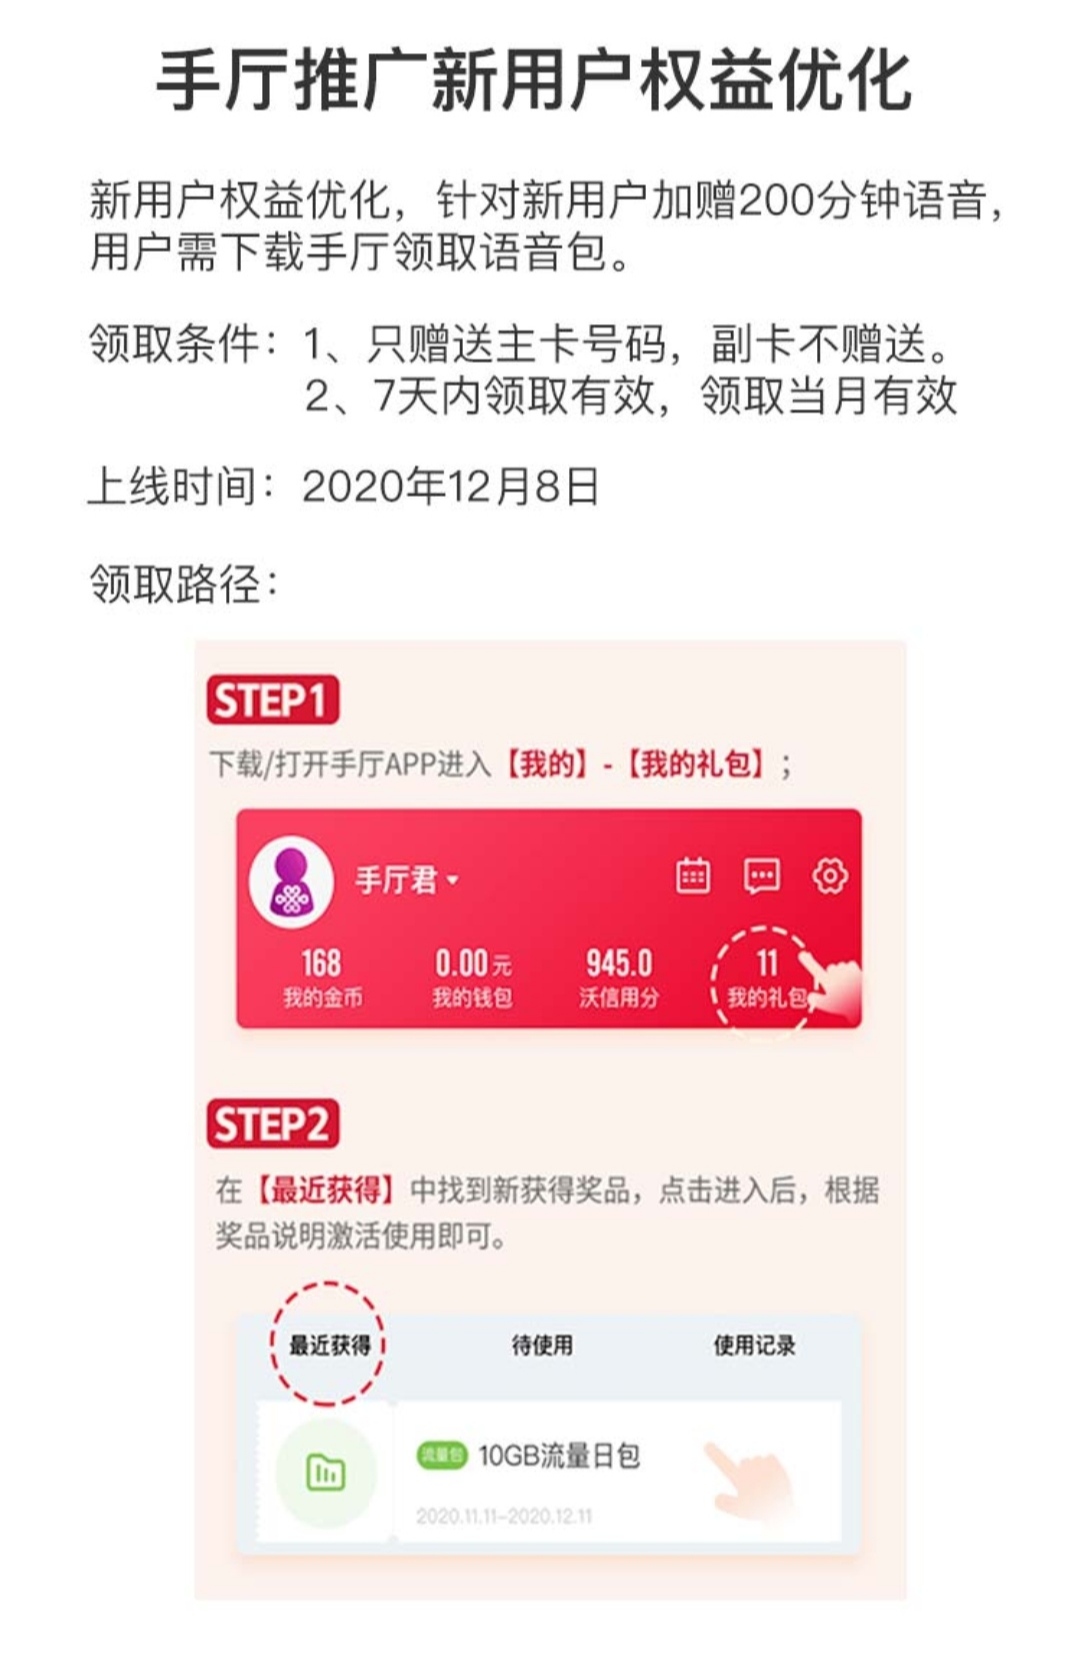 手厅推广新用户权益优化
新用户权益优化，针对新用户加赠200分钟语音，
用户需下载手厅领取语音包。
领取条件：1、只赠送主卡号码，副卡不赠送。
2、7天内领取有效，领取当月有效
上线时间：2020年12月8日
领取路径：
STEP1
下载/打开手厅APP进入【我的】-【我的礼包】；
手厅君
168 0.00元 945.0 11
我的金币 我的钱包 沃信用分 我的礼包
STEP2
在【最近获得】中找到新获得奖品，点击进入后，根据
奖品说明激活使用即可。
最近获得 待使用 使用记录
流量包 10GB流量日包
2020.11.11-2020.12.11